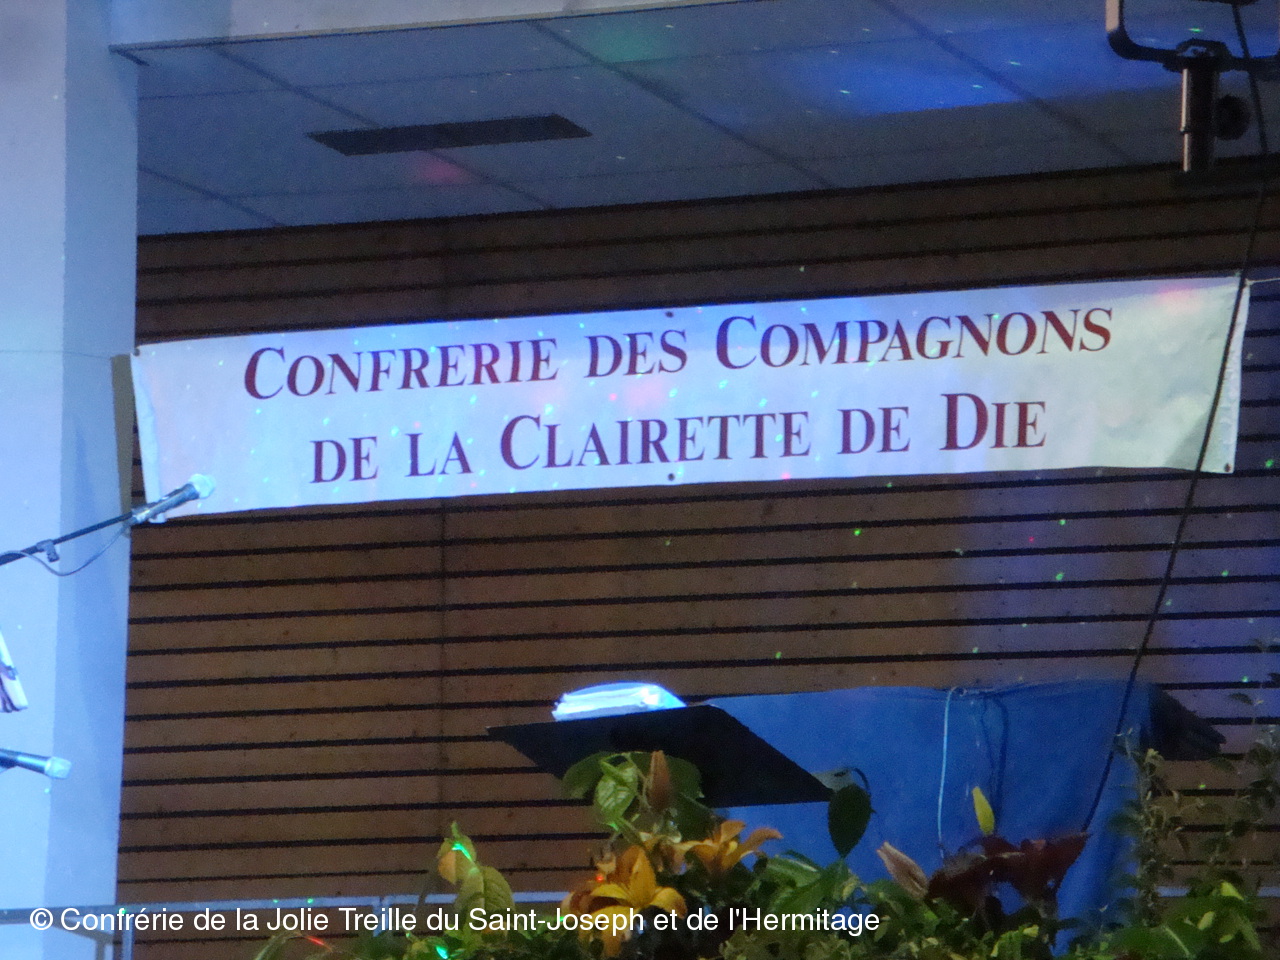 CONFRERIE DES COMPAGNONS
DE LA CLAIRETTE DE DIE
© Confrérie de la Jolie Treille du Saint-Joseph et de l'Hermitage